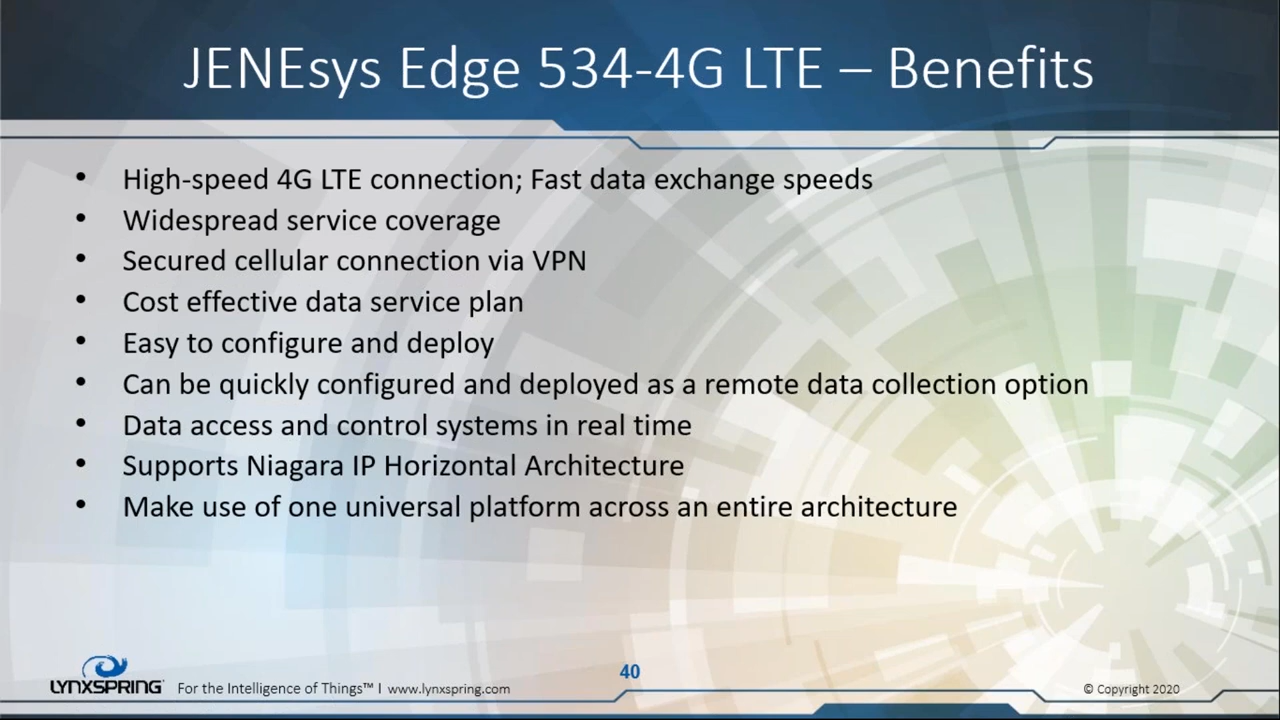 JENEsys Edge 534-4G LTE – Benefits
• High-speed 4G LTE connection; Fast data exchange speeds
• Widespread service coverage
• Secured cellular connection via VPN
• Cost effective data service plan
• Easy to configure and deploy
• Can be quickly configured and deployed as a remote data collection option
• Data access and control systems in real time
• Supports Niagara IP Horizontal Architecture
• Make use of one universal platform across an entire architecture
40
LYNXSPRING For the Intelligence of Things™ | www.lynxspring.com
© Copyright 2020